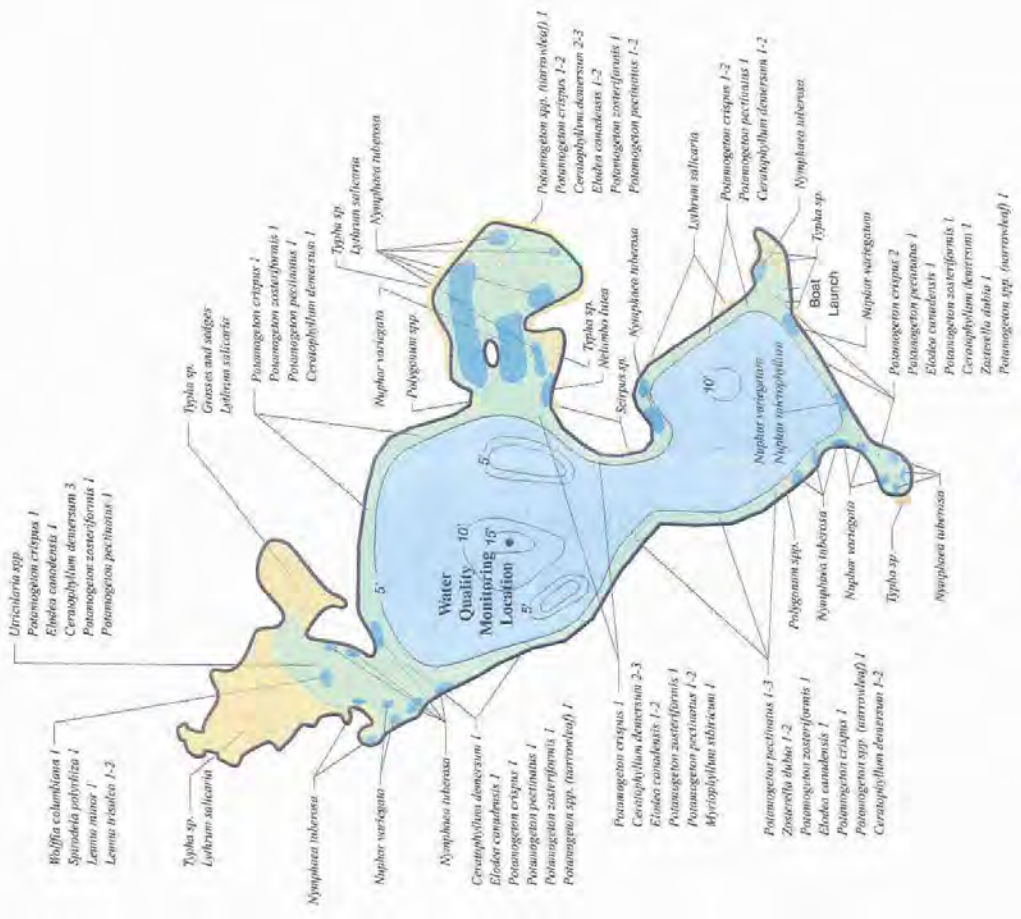 Utricularia spp.
Potamogeton crispus 1
Elodea canadensis 1
Ceratophyllum demersum 3
Potamogeton zosteriformis 1
Potamogeton pectinatus 1
Wolffia columbiana 1
Spirodela polyrhiza 1
Lemna minor 1
Lemna trisulca 1-2
Typha sp.
Lythrum salicaria
Nymphaea tuberosa
Nuphar variegata
Nymphaea tuberosa
Ceratophyllum demersum 1
Elodea canadensis 1
Potamogeton crispus 1
Potamogeton pectinatus 1
Potamogeton zosteriformis 1
Potamogeton spp. (narrowleaf) 1
Typha sp.
Grasses and sedges
Lythrum salicaria
Potamogeton crispus 1
Potamogeton zosteriformis 1
Potamogeton pectinatus 1
Ceratophyllum demersum 1
Nuphar variegata
Polygonum spp.
Typha sp.
Lythrum salicaria
Nymphaea tuberosa
Potamogeton spp. (narrowleaf) 1
Potamogeton crispus 1-2
Ceratophyllum demersum 2-3
Elodea canadensis 1-2
Potamogeton zosteriformis 1
Potamogeton pectinatus 1-2
5'
Water
Quality
Monitoring
Location
10'
15'
5'
5'
Typha sp.
Nelumbo lutea
Scirpus sp.
Nymphaea tuberosa
Lythrum salicaria
Potamogeton crispus 1-2
Potamogeton pectinatus 1
Ceratophyllum demersum 1-2
Nymphaea tuberosa
Typha sp.
Boat
Launch
10'
Nuphar variegatum
Nuphar microphyllum
Nuphar variegatum
Potamogeton crispus 2
Potamogeton pectinatus 1
Elodea canadensis 1
Potamogeton zosteriformis 1
Ceratophyllum demersum 1
Zosterella dubia 1
Potamogeton spp. (narrowleaf) 1
Potamogeton crispus 1
Ceratophyllum demersum 2-3
Elodea canadensis 1-2
Potamogeton zosteriformis 1
Potamogeton pectinatus 1-2
Myriophyllum sibiricum 1
Polygonum spp.
Nymphaea tuberosa
Nuphar variegata
Typha sp
Nymphaea tuberosa
Potamogeton pectinatus 1-3
Zosterella dubia 1-2
Potamogeton zosteriformis 1
Elodea canadensis 1
Potamogeton crispus 1
Potamogeton spp. (narrowleaf) 1
Ceratophyllum demersum 1-2